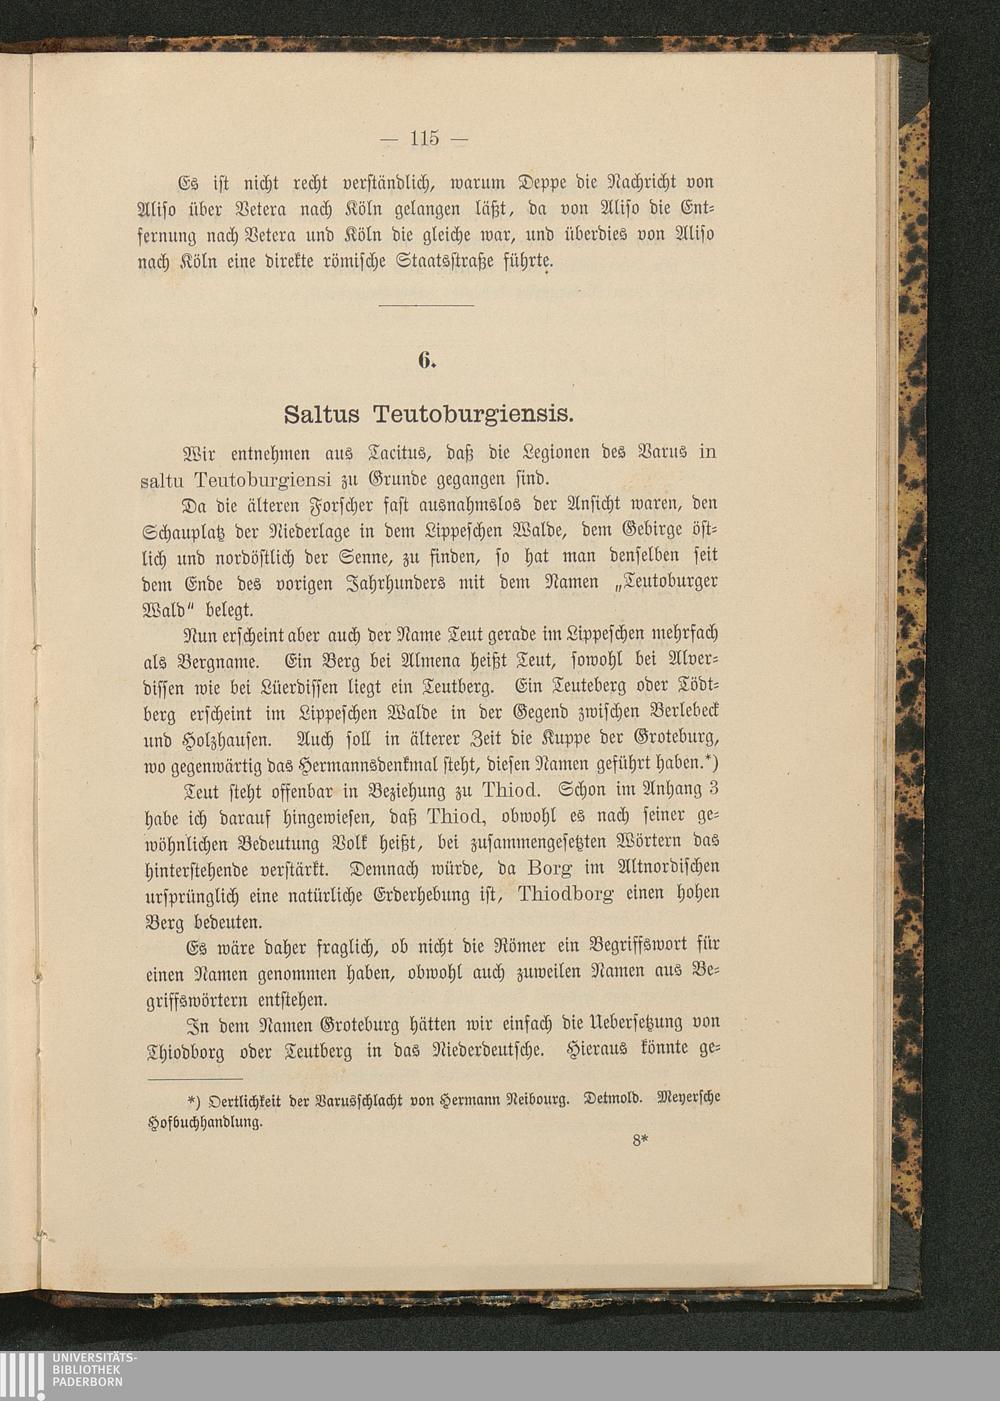 — 115 —
Es ist nicht recht verständlich, warum Deppe die Nachricht von
Aliso über Vetera nach Köln gelangen läßt, da von Aliso die Ent-
fernung nach Vetera und Köln die gleiche war, und überdies von Aliso
nach Köln eine direkte römische Staatsstraße führte.
6.
Saltus Teutoburgiensis.
Wir entnehmen aus Tacitus, daß die Legionen des Varus in
saltu Teutoburgiensi zu Grunde gegangen sind.
Da die älteren Forscher fast ausnahmslos der Ansicht waren, den
Schauplatz der Niederlage in dem Lippeschen Walde, dem Gebirge öst-
lich und nordöstlich der Senne, zu finden, so hat man denselben seit
dem Ende des vorigen Jahrhunders mit dem Namen „Teutoburger
Wald" belegt.
Nun erscheint aber auch der Name Teut gerade im Lippeschen mehrfach
als Bergname. Ein Berg bei Almena heißt Teut, sowohl bei Alver-
dissen wie bei Lüerdissen liegt ein Teutberg. Ein Teuteberg oder Tödt-
berg erscheint im Lippeschen Walde in der Gegend zwischen Berlebeck
und Holzhausen. Auch soll in älterer Zeit die Kuppe der Groteburg,
wo gegenwärtig das Hermannsdenkmal steht, diesen Namen geführt haben.*)
Teut steht offenbar in Beziehung zu Thiod. Schon im Anhang 3
habe ich darauf hingewiesen, daß Thiod, obwohl es nach seiner ge-
wöhnlichen Bedeutung Volk heißt, bei zusammengesetzten Wörtern das
hinterstehende verstärkt. Demnach würde, da Borg im Altnordischen
ursprünglich eine natürliche Erderhebung ist, Thiodborg einen hohen
Berg bedeuten.
Es wäre daher fraglich, ob nicht die Römer ein Begriffswort für
einen Namen genommen haben, obwohl auch zuweilen Namen aus Be-
griffswörtern entstehen.
In dem Namen Groteburg hätten wir einfach die Uebersetzung von
Thiodborg oder Teutberg in das Niederdeutsche. Hieraus könnte ge-
*) Oertlichkeit der Varusschlacht von Hermann Neibourg. Detmold. Meyersche
Hofbuchhandlung.
8*
UNIVERSITÄTS-
BIBLIOTHEK
PADERBORN